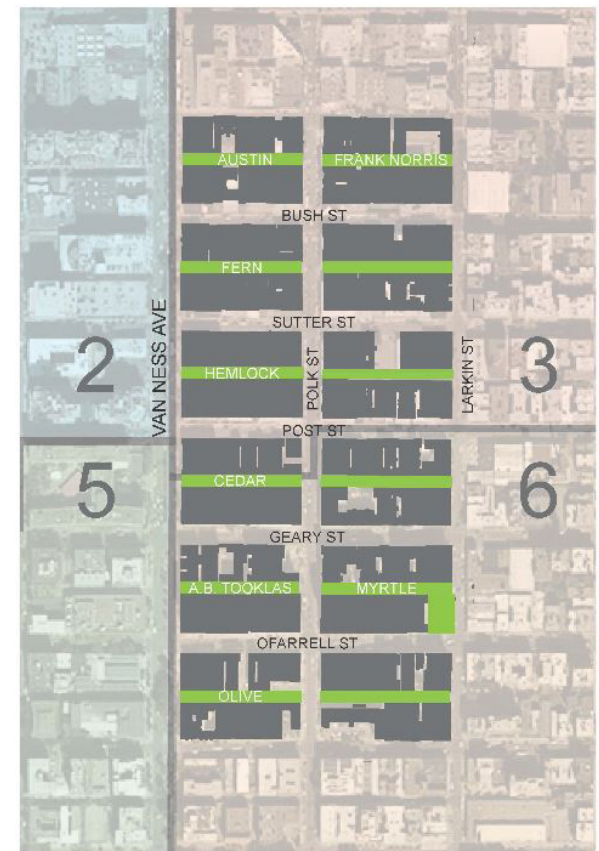 AUSTIN
FRANK NORRIS
BUSH ST
FERN
SUTTER ST
2
VAN NESS AVE
HEMLOCK
POLK ST
LARKIN ST
3
POST ST
5
CEDAR
6
GEARY ST
A.B. TOOKLAS
MYRTLE
OFARRELL ST
OLIVE